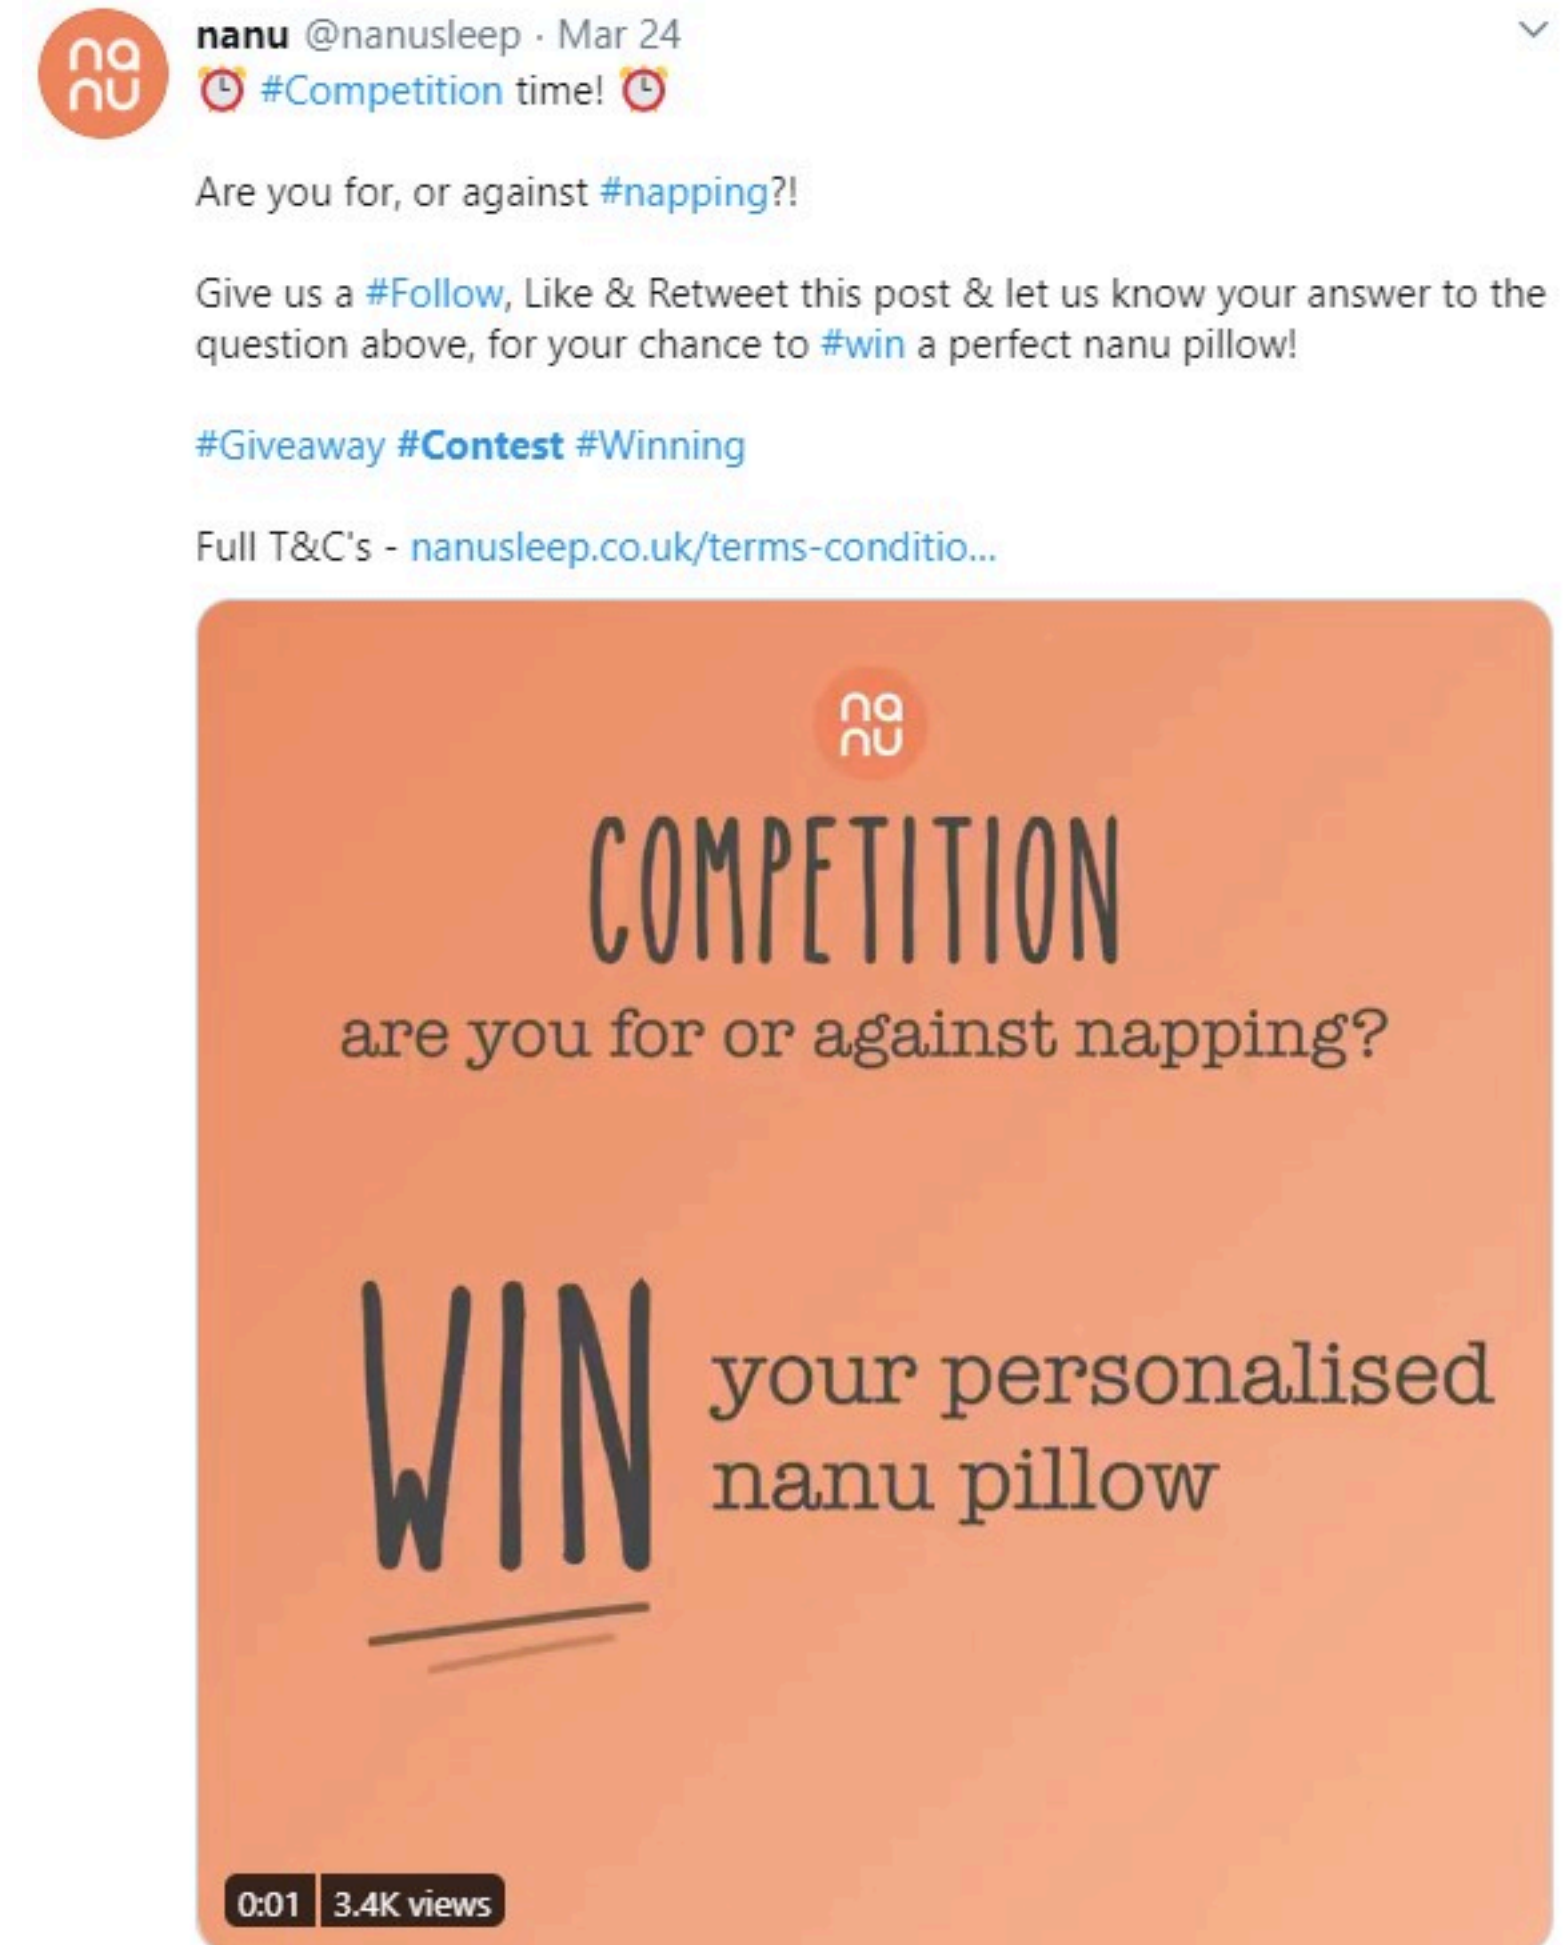 na
nu
nanu @nanusleep · Mar 24
⏰ #Competition time! ⏰
Are you for, or against #napping?!
Give us a #Follow, Like & Retweet this post & let us know your answer to the
question above, for your chance to #win a perfect nanu pillow!
#Giveaway #Contest #Winning
Full T&C's - nanusleep.co.uk/terms-conditio...
na
nu
COMPETITION
are you for or against napping?
WIN
your personalised
nanu pillow
0:01 3.4K views